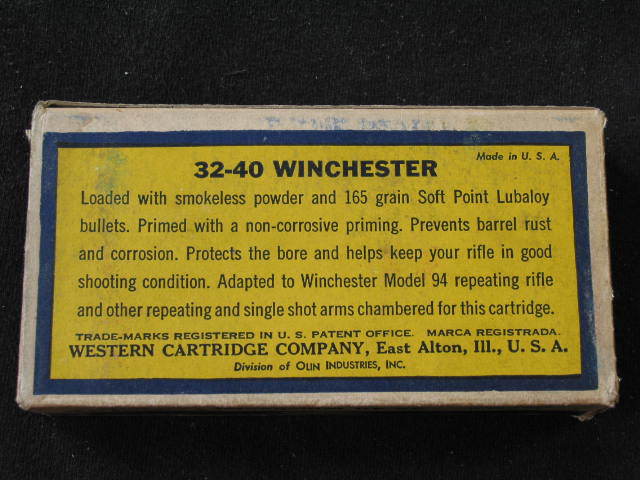 32-40 WINCHESTER
Made in U. S. A.
Loaded with smokeless powder and 165 grain Soft Point Lubaloy
bullets. Primed with a non-corrosive priming. Prevents barrel rust
and corrosion. Protects the bore and helps keep your rifle in good
shooting condition. Adapted to Winchester Model 94 repeating rifle
and other repeating and single shot arms chambered for this cartridge.
TRADE-MARKS REGISTERED IN U. S. PATENT OFFICE. MARCA REGISTRADA.
WESTERN CARTRIDGE COMPANY, East Alton, Ill., U. S. A.
Division of OLIN INDUSTRIES, INC.